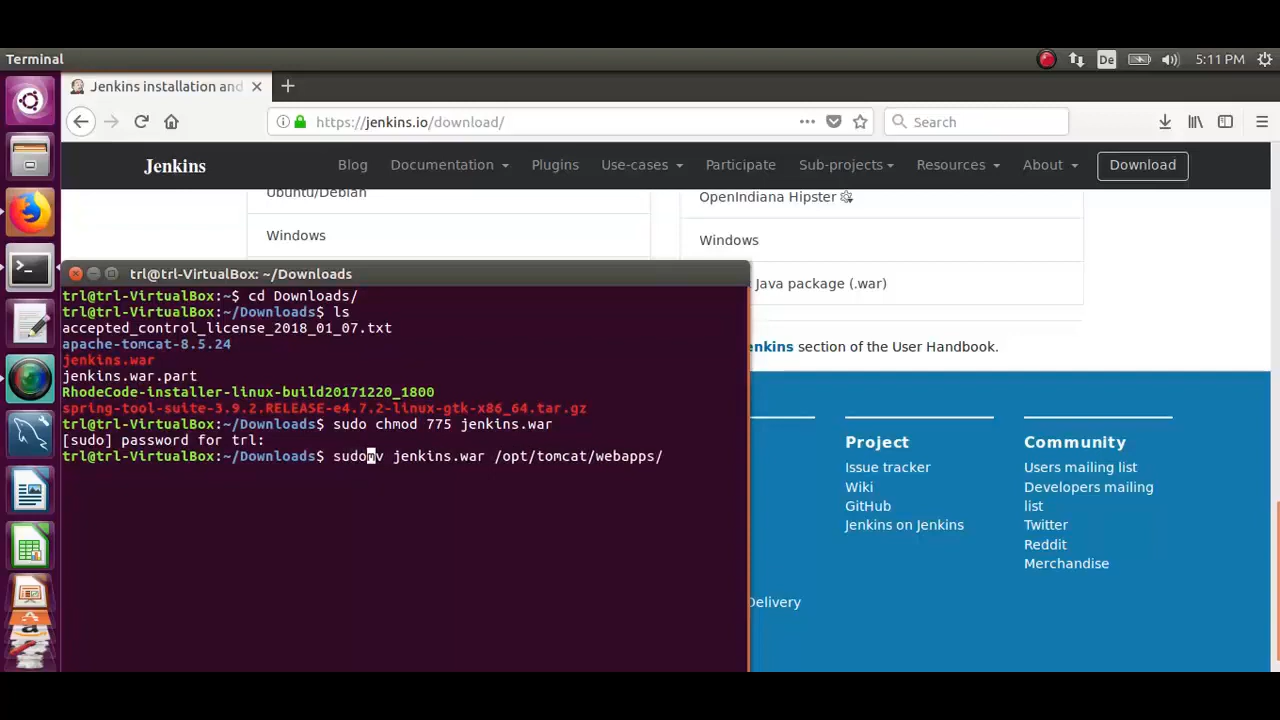 Terminal
De
5:11 PM
Jenkins installation and
https://jenkins.io/download/
Search
Jenkins
Blog
Documentation
Plugins
Use-cases
Participate
Sub-projects
Resources
About
Download
Ubuntu/Debian
OpenIndiana Hipster
Windows
Windows
Java package (.war)
enkins section of the User Handbook.
trl@trl-VirtualBox: ~/Downloads
trl@trl-VirtualBox:~$ cd Downloads/
trl@trl-VirtualBox:~/Downloads$ ls
accepted_control_license_2018_01_07.txt
apache-tomcat-8.5.24
jenkins.war
jenkins.war.part
RhodeCode-installer-linux-build20171220_1800
spring-tool-suite-3.9.2.RELEASE-e4.7.2-linux-gtk-x86_64.tar.gz
trl@trl-VirtualBox:~/Downloads$ sudo chmod 775 jenkins.war
[sudo] password for trl:
trl@trl-VirtualBox:~/Downloads$ sudomv jenkins.war /opt/tomcat/webapps/
Project
Issue tracker
Wiki
GitHub
Jenkins on Jenkins
Community
Users mailing list
Developers mailing
list
Twitter
Reddit
Merchandise
Delivery